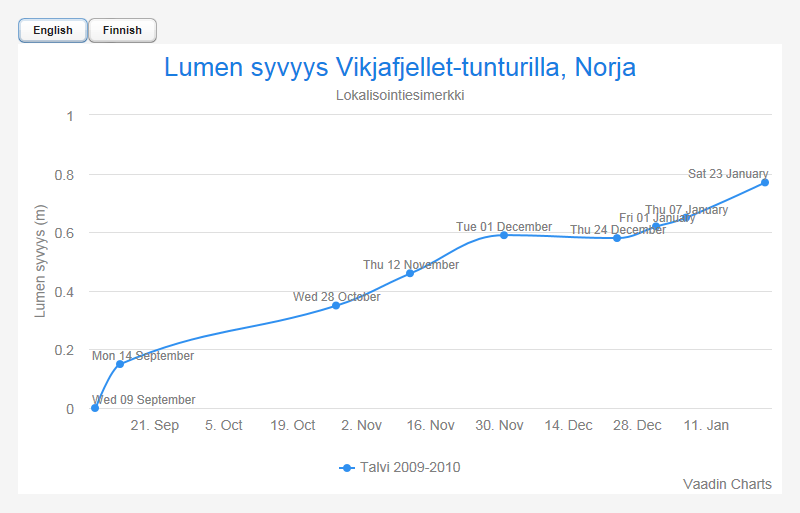 English Finnish
Lumen syvyys Vikjafjellet-tunturilla, Norja
Lokalisointiesimerkki
1
0.8
0.6
0.4
0.2
0
Lumen syvyys (m)
Sat 23 January
Thu 07 January
Fri 01 January
Thu 24 December
Tue 01 December
Thu 12 November
Wed 28 October
Mon 14 September
Wed 09 September
21. Sep 5. Oct 19. Oct 2. Nov 16. Nov 30. Nov 14. Dec 28. Dec 11. Jan
Talvi 2009-2010
Vaadin Charts